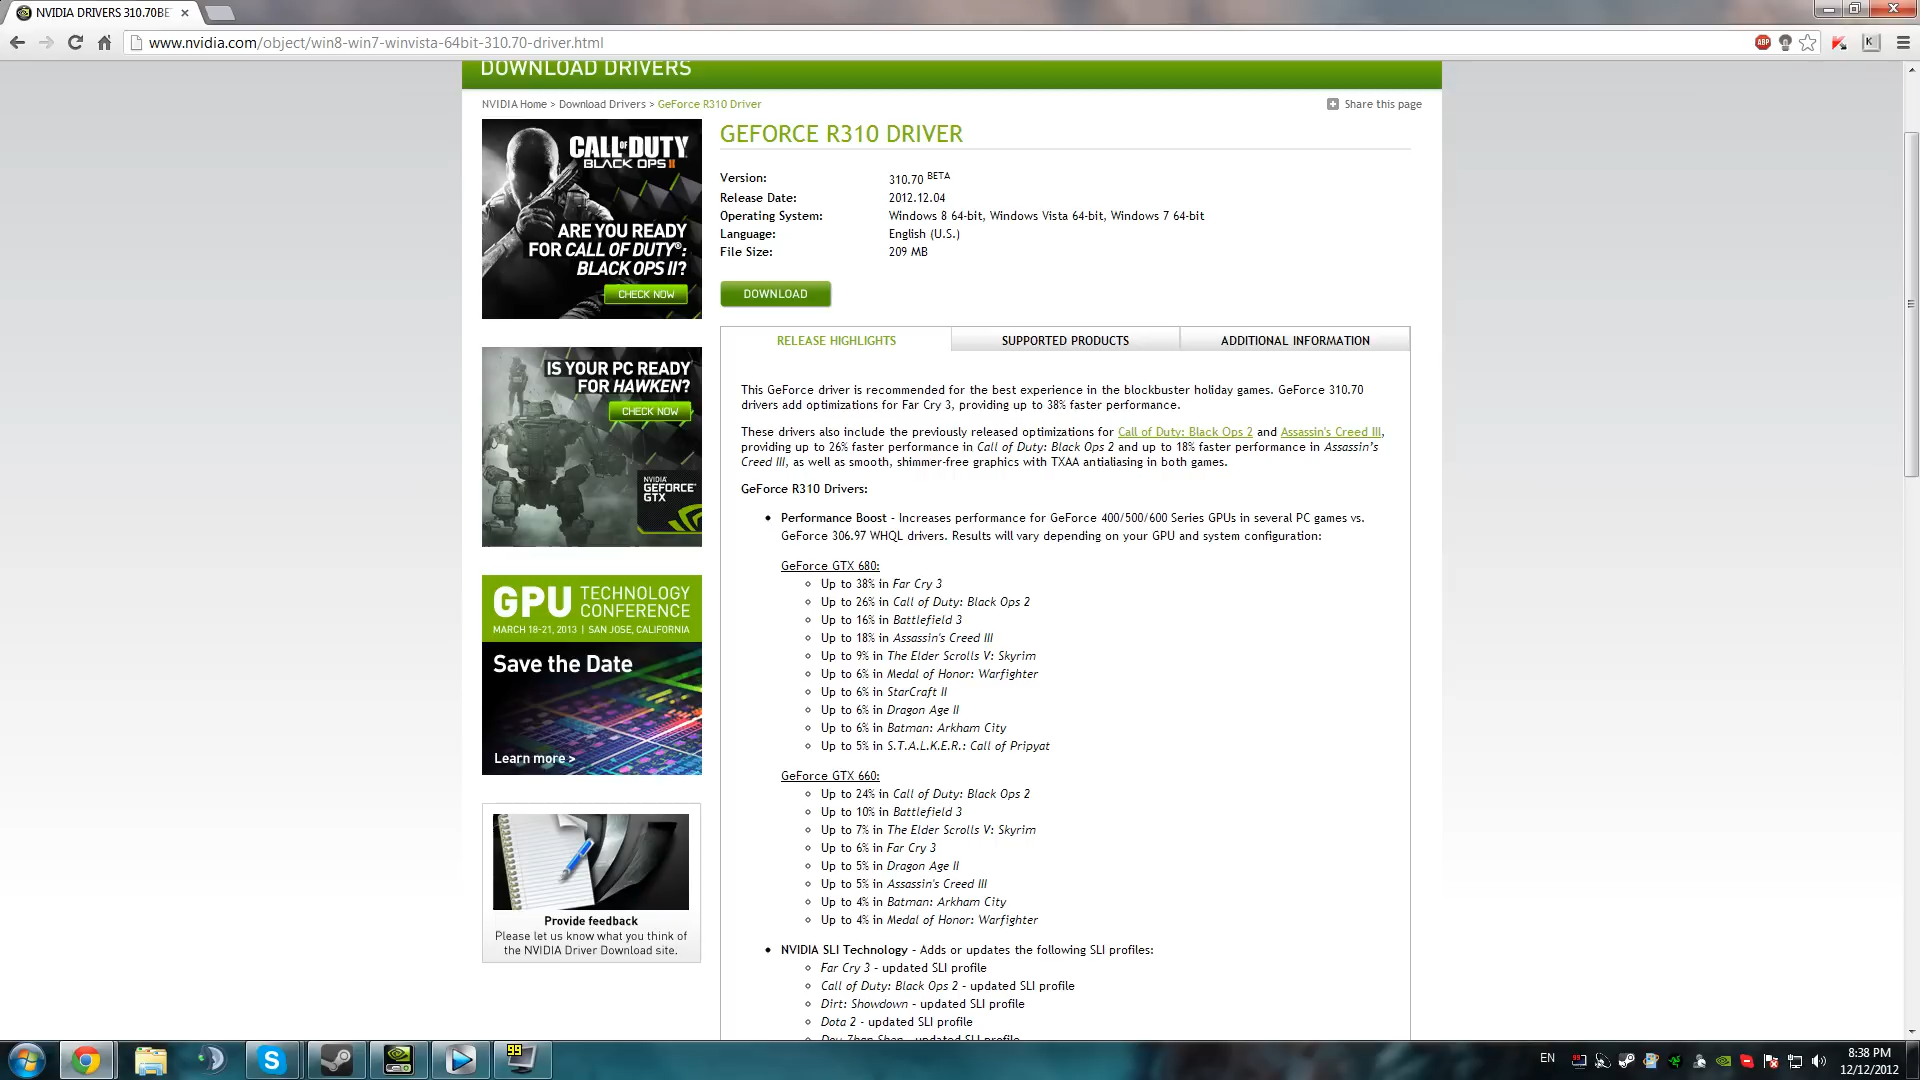 NVIDIA DRIVERS 310.70BE
www.nvidia.com/object/win8-win7-winvista-64bit-310.70-driver.html
ABP
K
DOWNLOAD DRIVERS
NVIDIA Home > Download Drivers > GeForce R310 Driver
Share this page
CALL OF DUTY
BLACK OPS II
ARE YOU READY
FOR CALL OF DUTY®:
BLACK OPS II?
CHECK NOW
IS YOUR PC READY
FOR HAWKEN?
CHECK NOW
NVIDIA®
GEFORCE®
GTX
GPU TECHNOLOGY
CONFERENCE
MARCH 18-21, 2013 | SAN JOSE, CALIFORNIA
Save the Date
Learn more >
Provide feedback
Please let us know what you think of
the NVIDIA Driver Download site.
GEFORCE R310 DRIVER
Version: 310.70 BETA
Release Date: 2012.12.04
Operating System: Windows 8 64-bit, Windows Vista 64-bit, Windows 7 64-bit
Language: English (U.S.)
File Size: 209 MB
DOWNLOAD
RELEASE HIGHLIGHTS
SUPPORTED PRODUCTS
ADDITIONAL INFORMATION
This GeForce driver is recommended for the best experience in the blockbuster holiday games. GeForce 310.70
drivers add optimizations for Far Cry 3, providing up to 38% faster performance.
These drivers also include the previously released optimizations for Call of Duty: Black Ops 2 and Assassin's Creed III,
providing up to 26% faster performance in Call of Duty: Black Ops 2 and up to 18% faster performance in Assassin's
Creed III, as well as smooth, shimmer-free graphics with TXAA antialiasing in both games.
GeForce R310 Drivers:
Performance Boost – Increases performance for GeForce 400/500/600 Series GPUs in several PC games vs.
GeForce 306.97 WHQL drivers. Results will vary depending on your GPU and system configuration:
GeForce GTX 680:
Up to 38% in Far Cry 3
Up to 26% in Call of Duty: Black Ops 2
Up to 16% in Battlefield 3
Up to 18% in Assassin's Creed III
Up to 9% in The Elder Scrolls V: Skyrim
Up to 6% in Medal of Honor: Warfighter
Up to 6% in StarCraft II
Up to 6% in Dragon Age II
Up to 6% in Batman: Arkham City
Up to 5% in S.T.A.L.K.E.R.: Call of Pripyat
GeForce GTX 660:
Up to 24% in Call of Duty: Black Ops 2
Up to 10% in Battlefield 3
Up to 7% in The Elder Scrolls V: Skyrim
Up to 6% in Far Cry 3
Up to 5% in Dragon Age II
Up to 5% in Assassin's Creed III
Up to 4% in Batman: Arkham City
Up to 4% in Medal of Honor: Warfighter
NVIDIA SLI Technology – Adds or updates the following SLI profiles:
Far Cry 3 – updated SLI profile
Call of Duty: Black Ops 2 – updated SLI profile
Dirt: Showdown – updated SLI profile
Dota 2 – updated SLI profile
99
EN
8:38 PM
12/12/2012